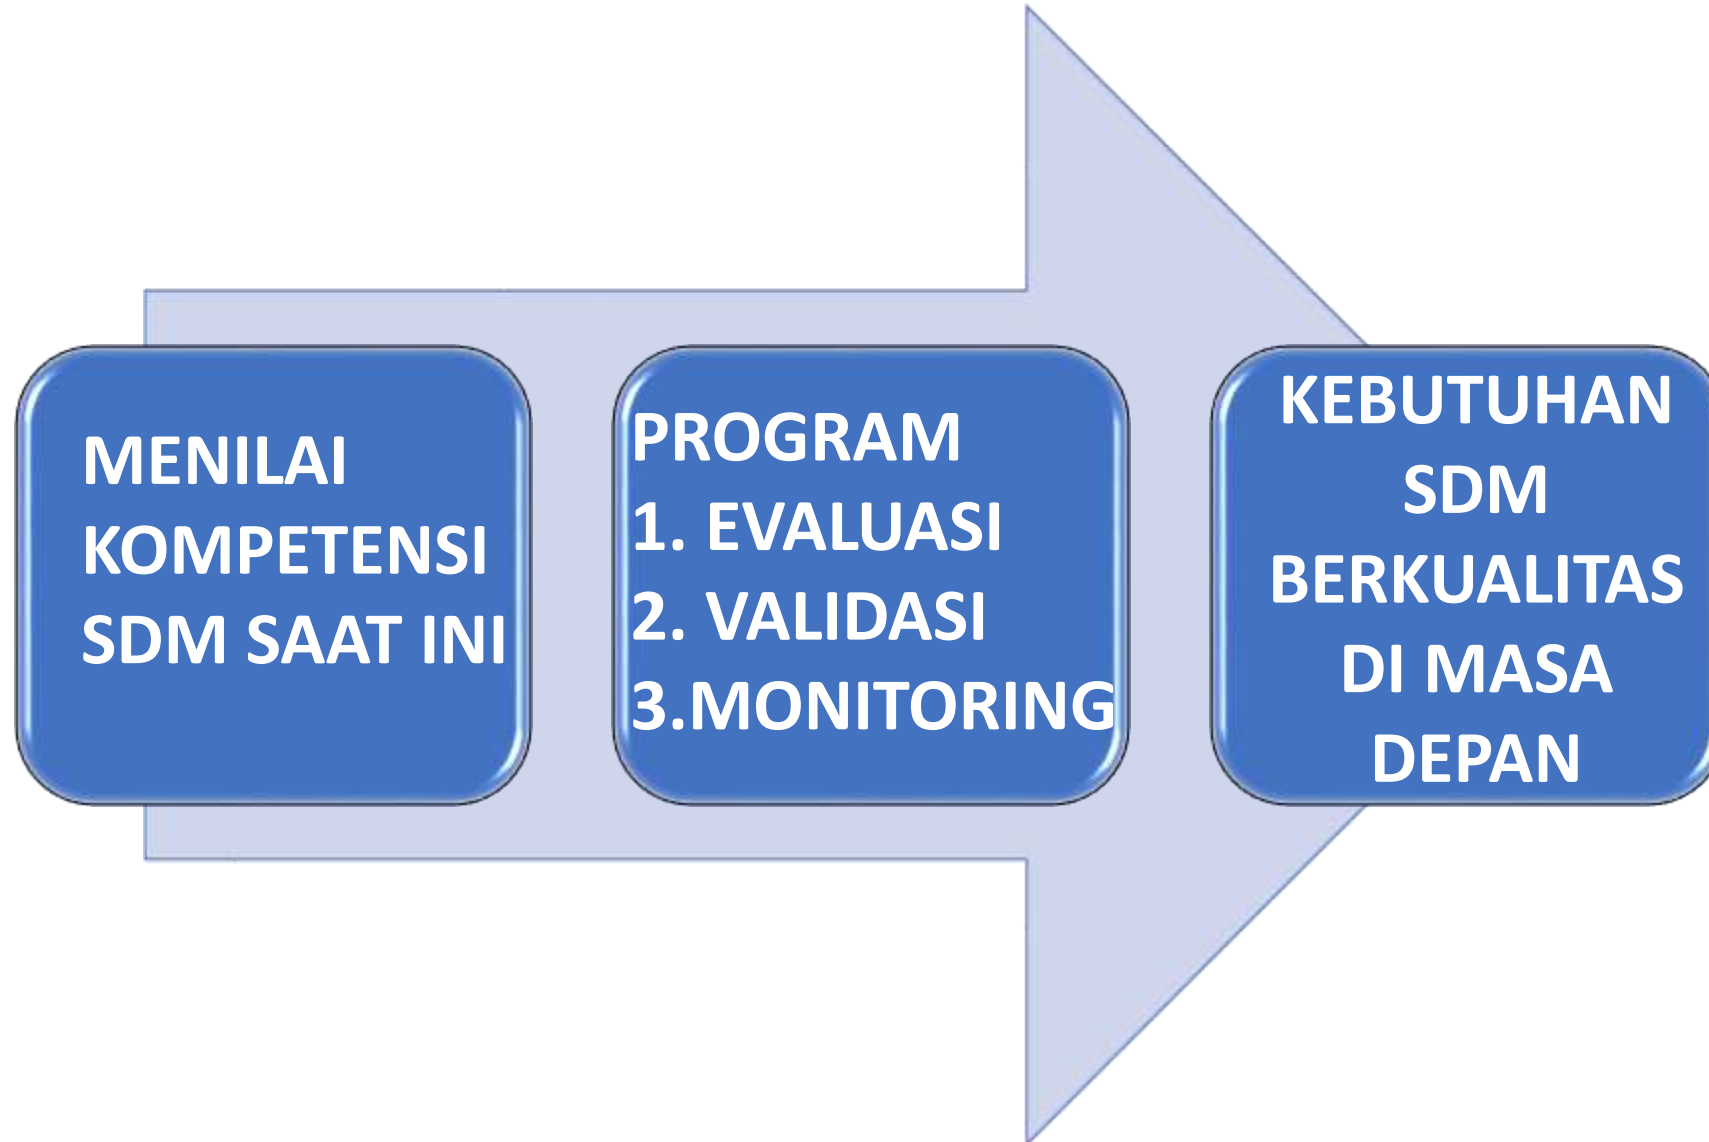 MENILAI
KOMPETENSI
SDM SAAT INI
PROGRAM
1. EVALUASI
2. VALIDASI
3.MONITORING
KEBUTUHAN
SDM
BERKUALITAS
DI MASA
DEPAN